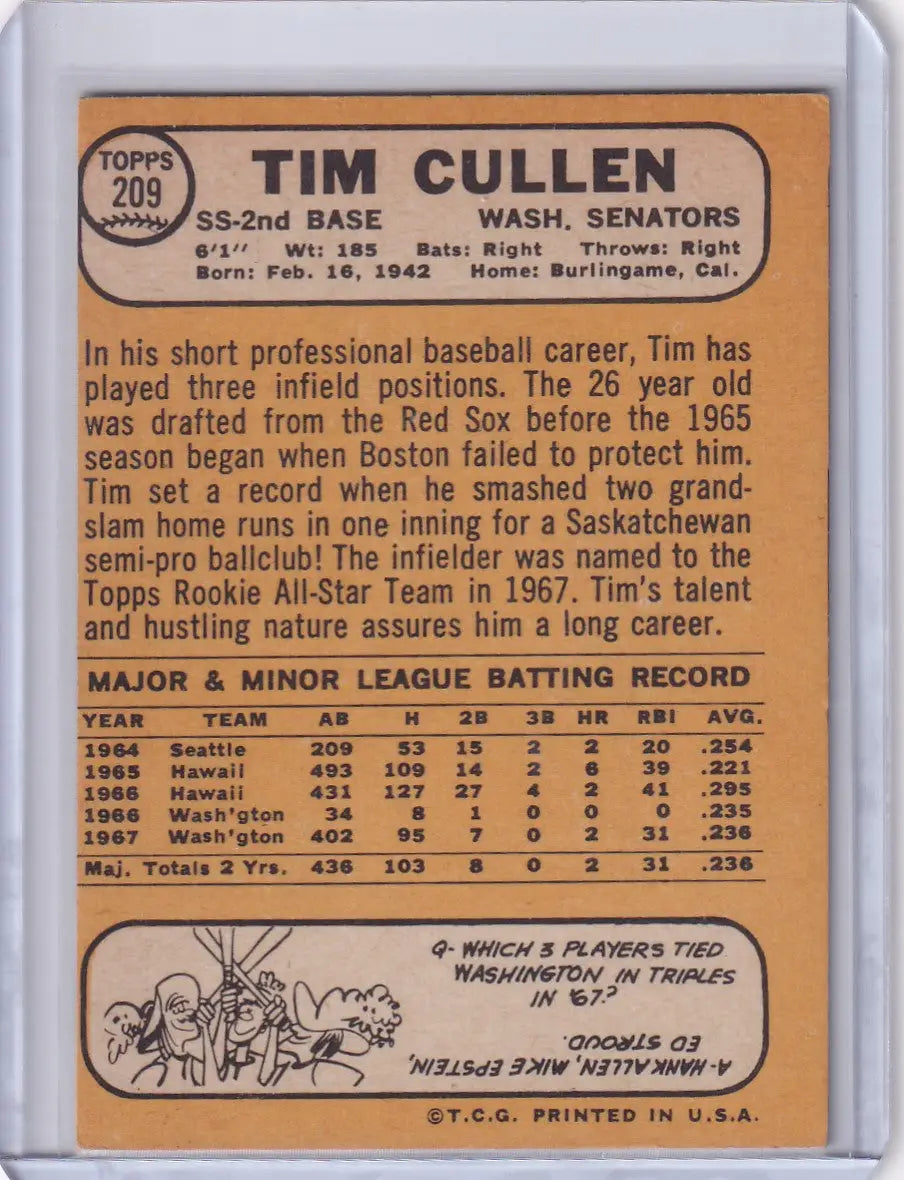 TOPPS
209
TIM CULLEN
SS-2nd BASE WASH. SENATORS
6'1" Wt: 185 Bats: Right Throws: Right
Born: Feb. 16, 1942 Home: Burlingame, Cal.
In his short professional baseball career, Tim has
played three infield positions. The 26 year old
was drafted from the Red Sox before the 1965
season began when Boston failed to protect him.
Tim set a record when he smashed two grand-
slam home runs in one inning for a Saskatchewan
semi-pro ballclub! The infielder was named to the
Topps Rookie All-Star Team in 1967. Tim's talent
and hustling nature assures him a long career.
MAJOR & MINOR LEAGUE BATTING RECORD
YEAR TEAM AB H 2B 3B HR RBI AVG.
1964 Seattle 209 53 15 2 2 20 .254
1965 Hawaii 493 109 14 2 6 39 .221
1966 Hawaii 431 127 27 4 2 41 .295
1966 Wash'gton 34 8 1 0 0 0 .235
1967 Wash'gton 402 95 7 0 2 31 .236
Maj. Totals 2 Yrs. 436 103 8 0 2 31 .236
Q- WHICH 3 PLAYERS TIED
WASHINGTON IN TRIPLES
IN '67?
A- HANK ALLEN, MIKE EPSTEIN,
ED STROUD.
©T.C.G. PRINTED IN U.S.A.